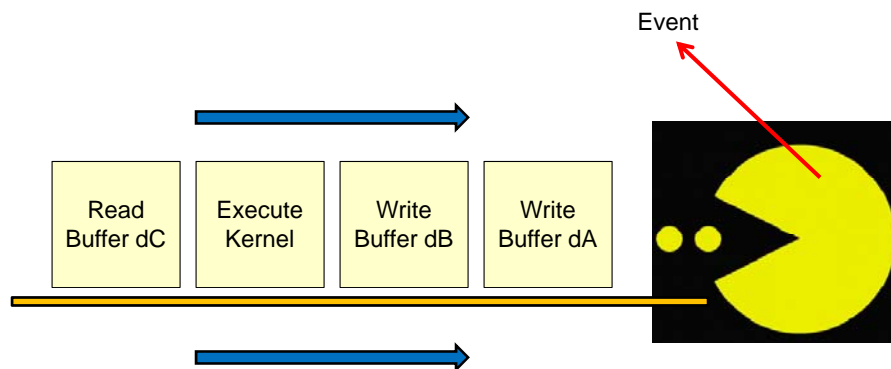 Event
Read
Buffer dC
Execute
Kernel
Write
Buffer dB
Write
Buffer dA